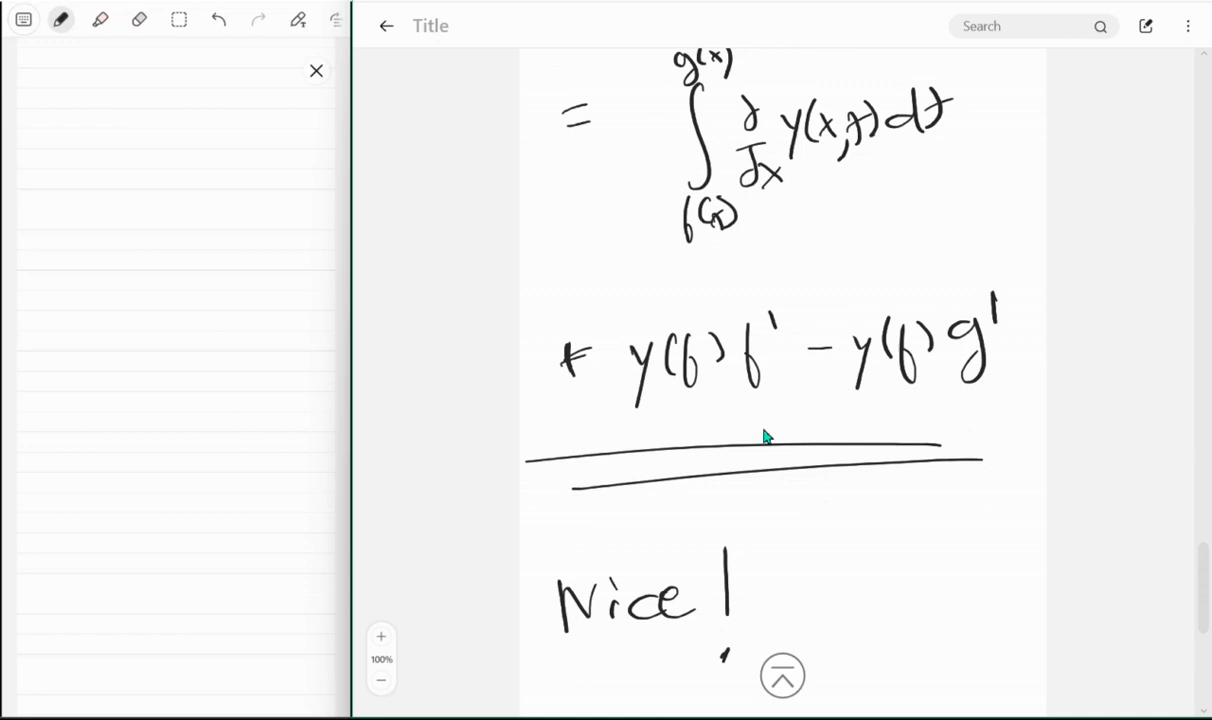 Title
Search
g(x)
= ∫ ∂/∂x y(x,t)dt
f(x)
+ y(f)f' - y(f)g'
Nice!
100%